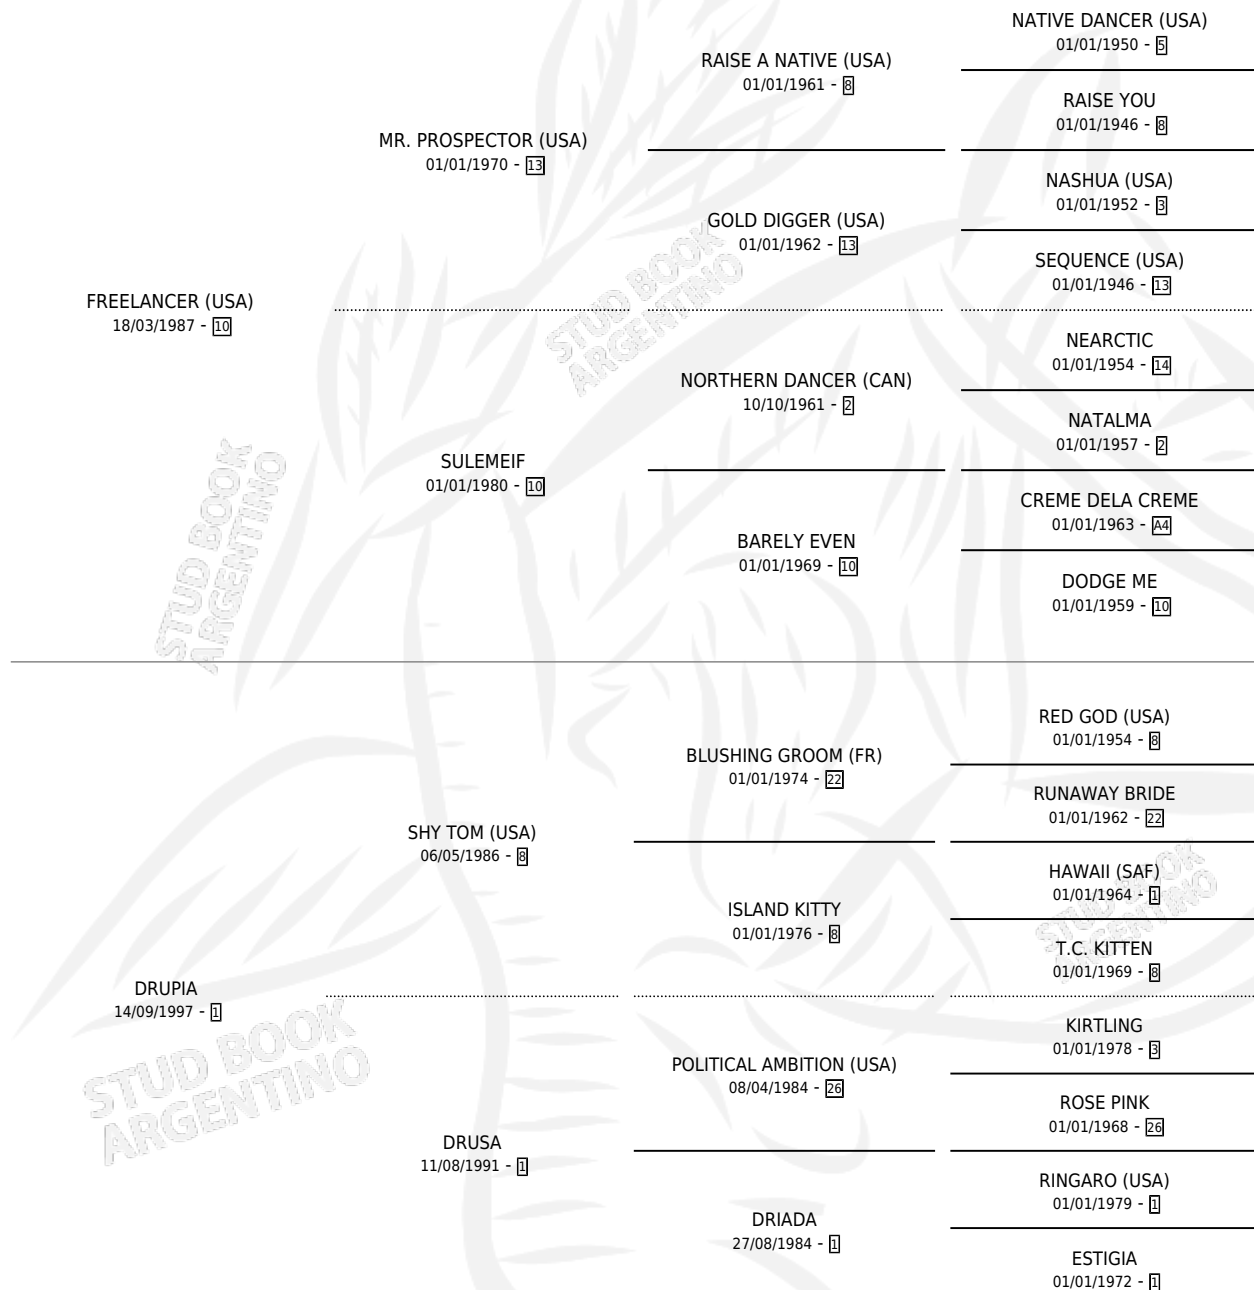 NATIVE DANCER (USA)
01/01/1950 - 5
RAISE A NATIVE (USA)
01/01/1961 - 8
RAISE YOU
01/01/1946 - 8
MR. PROSPECTOR (USA)
01/01/1970 - 13
NASHUA (USA)
01/01/1952 - 3
GOLD DIGGER (USA)
01/01/1962 - 13
SEQUENCE (USA)
01/01/1946 - 13
FREELANCER (USA)
18/03/1987 - 10
STUD BOOK
ARGENTINO
NEARCTIC
01/01/1954 - 14
NORTHERN DANCER (CAN)
10/10/1961 - 2
NATALMA
01/01/1957 - 2
SULEMEIF
01/01/1980 - 10
CREME DELA CREME
01/01/1963 - A4
BARELY EVEN
01/01/1969 - 10
DODGE ME
01/01/1959 - 10
STUD BOOK
ARGENTINO
RED GOD (USA)
01/01/1954 - 8
BLUSHING GROOM (FR)
01/01/1974 - 22
RUNAWAY BRIDE
01/01/1962 - 22
SHY TOM (USA)
06/05/1986 - 8
HAWAII (SAF)
01/01/1964 - 1
ISLAND KITTY
01/01/1976 - 8
T.C. KITTEN
01/01/1969 - 8
STUD BOOK
ARGENTINO
DRUPIA
14/09/1997 - 1
KIRTLING
01/01/1978 - 3
POLITICAL AMBITION (USA)
08/04/1984 - 26
ROSE PINK
01/01/1968 - 26
STUD BOOK
ARGENTINO
DRUSA
11/08/1991 - 1
RINGARO (USA)
01/01/1979 - 1
DRIADA
27/08/1984 - 1
ESTIGIA
01/01/1972 - 1